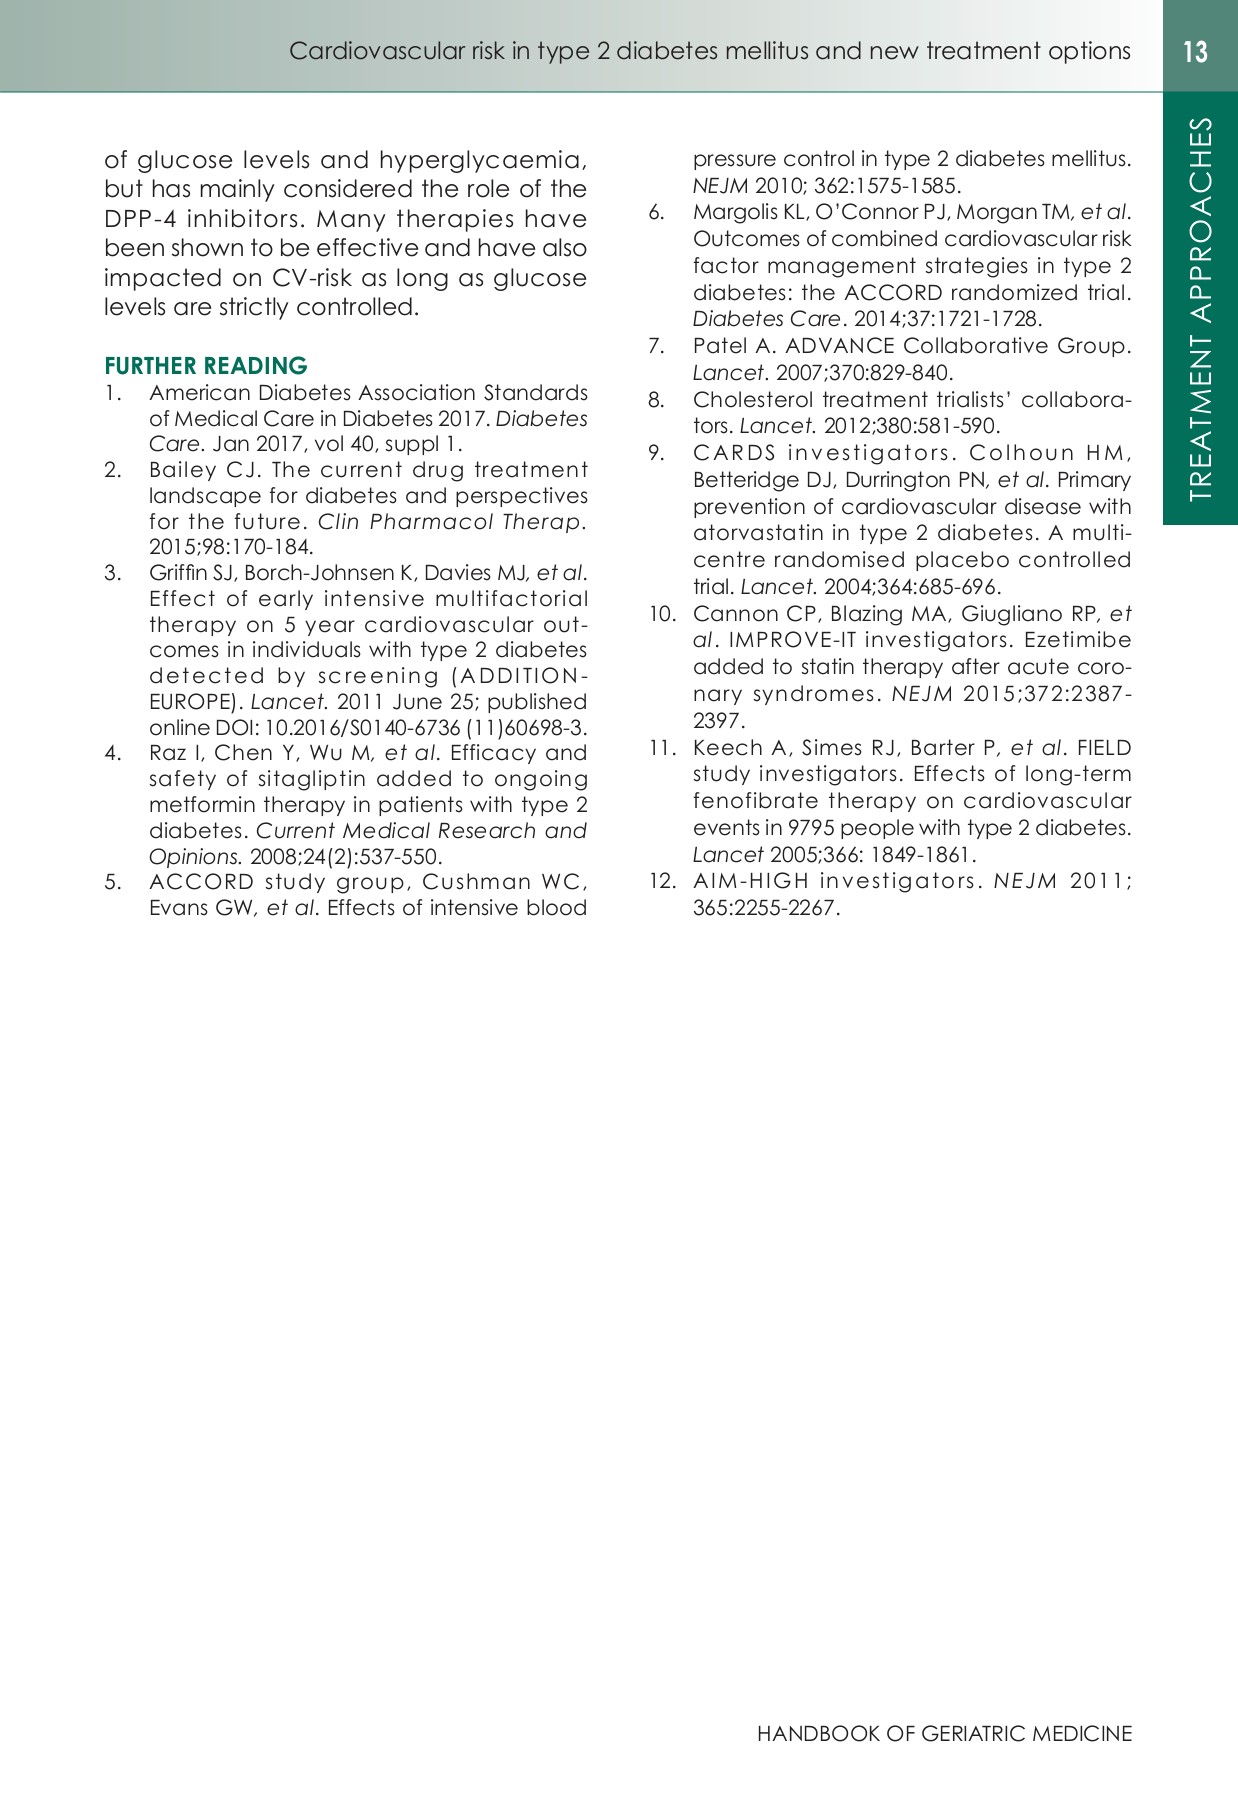 Cardiovascular risk in type 2 diabetes mellitus and new treatment options
13
TREATMENT APPROACHES
of glucose levels and hyperglycaemia,
but has mainly considered the role of the
DPP-4 inhibitors. Many therapies have
been shown to be effective and have also
impacted on CV-risk as long as glucose
levels are strictly controlled.
FURTHER READING
1. American Diabetes Association Standards
of Medical Care in Diabetes 2017. Diabetes
Care. Jan 2017, vol 40, suppl 1.
2. Bailey CJ. The current drug treatment
landscape for diabetes and perspectives
for the future. Clin Pharmacol Therap.
2015;98:170-184.
3. Griffin SJ, Borch-Johnsen K, Davies MJ, et al.
Effect of early intensive multifactorial
therapy on 5 year cardiovascular out-
comes in individuals with type 2 diabetes
detected by screening (ADDITION-
EUROPE). Lancet. 2011 June 25; published
online DOI: 10.2016/S0140-6736 (11)60698-3.
4. Raz I, Chen Y, Wu M, et al. Efficacy and
safety of sitagliptin added to ongoing
metformin therapy in patients with type 2
diabetes. Current Medical Research and
Opinions. 2008;24(2):537-550.
5. ACCORD study group, Cushman WC,
Evans GW, et al. Effects of intensive blood
pressure control in type 2 diabetes mellitus.
NEJM 2010; 362:1575-1585.
6. Margolis KL, O’Connor PJ, Morgan TM, et al.
Outcomes of combined cardiovascular risk
factor management strategies in type 2
diabetes: the ACCORD randomized trial.
Diabetes Care. 2014;37:1721-1728.
7. Patel A. ADVANCE Collaborative Group.
Lancet. 2007;370:829-840.
8. Cholesterol treatment trialists’ collabora-
tors. Lancet. 2012;380:581-590.
9. CARDS investigators. Colhoun HM,
Betteridge DJ, Durrington PN, et al. Primary
prevention of cardiovascular disease with
atorvastatin in type 2 diabetes. A multi-
centre randomised placebo controlled
trial. Lancet. 2004;364:685-696.
10. Cannon CP, Blazing MA, Giugliano RP, et
al. IMPROVE-IT investigators. Ezetimibe
added to statin therapy after acute coro-
nary syndromes. NEJM 2015;372:2387-
2397.
11. Keech A, Simes RJ, Barter P, et al. FIELD
study investigators. Effects of long-term
fenofibrate therapy on cardiovascular
events in 9795 people with type 2 diabetes.
Lancet 2005;366: 1849-1861.
12. AIM-HIGH investigators. NEJM 2011;
365:2255-2267.
HANDBOOK OF GERIATRIC MEDICINE